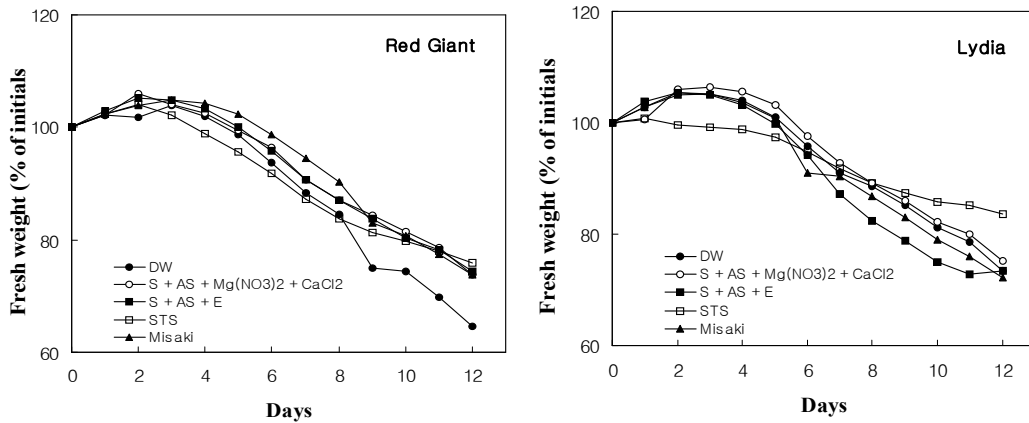 120
100
80
60
Fresh weight (% of initials
Red Giant
DW
S + AS + Mg(NO3)2 + CaCl2
S + AS + E
STS
Misaki
0 2 4 6 8 10 12
Days
120
100
80
60
Fresh weight (% of initials
Lydia
DW
S + AS + Mg(NO3)2 + CaCl2
S + AS + E
STS
Misaki
0 2 4 6 8 10 12
Days